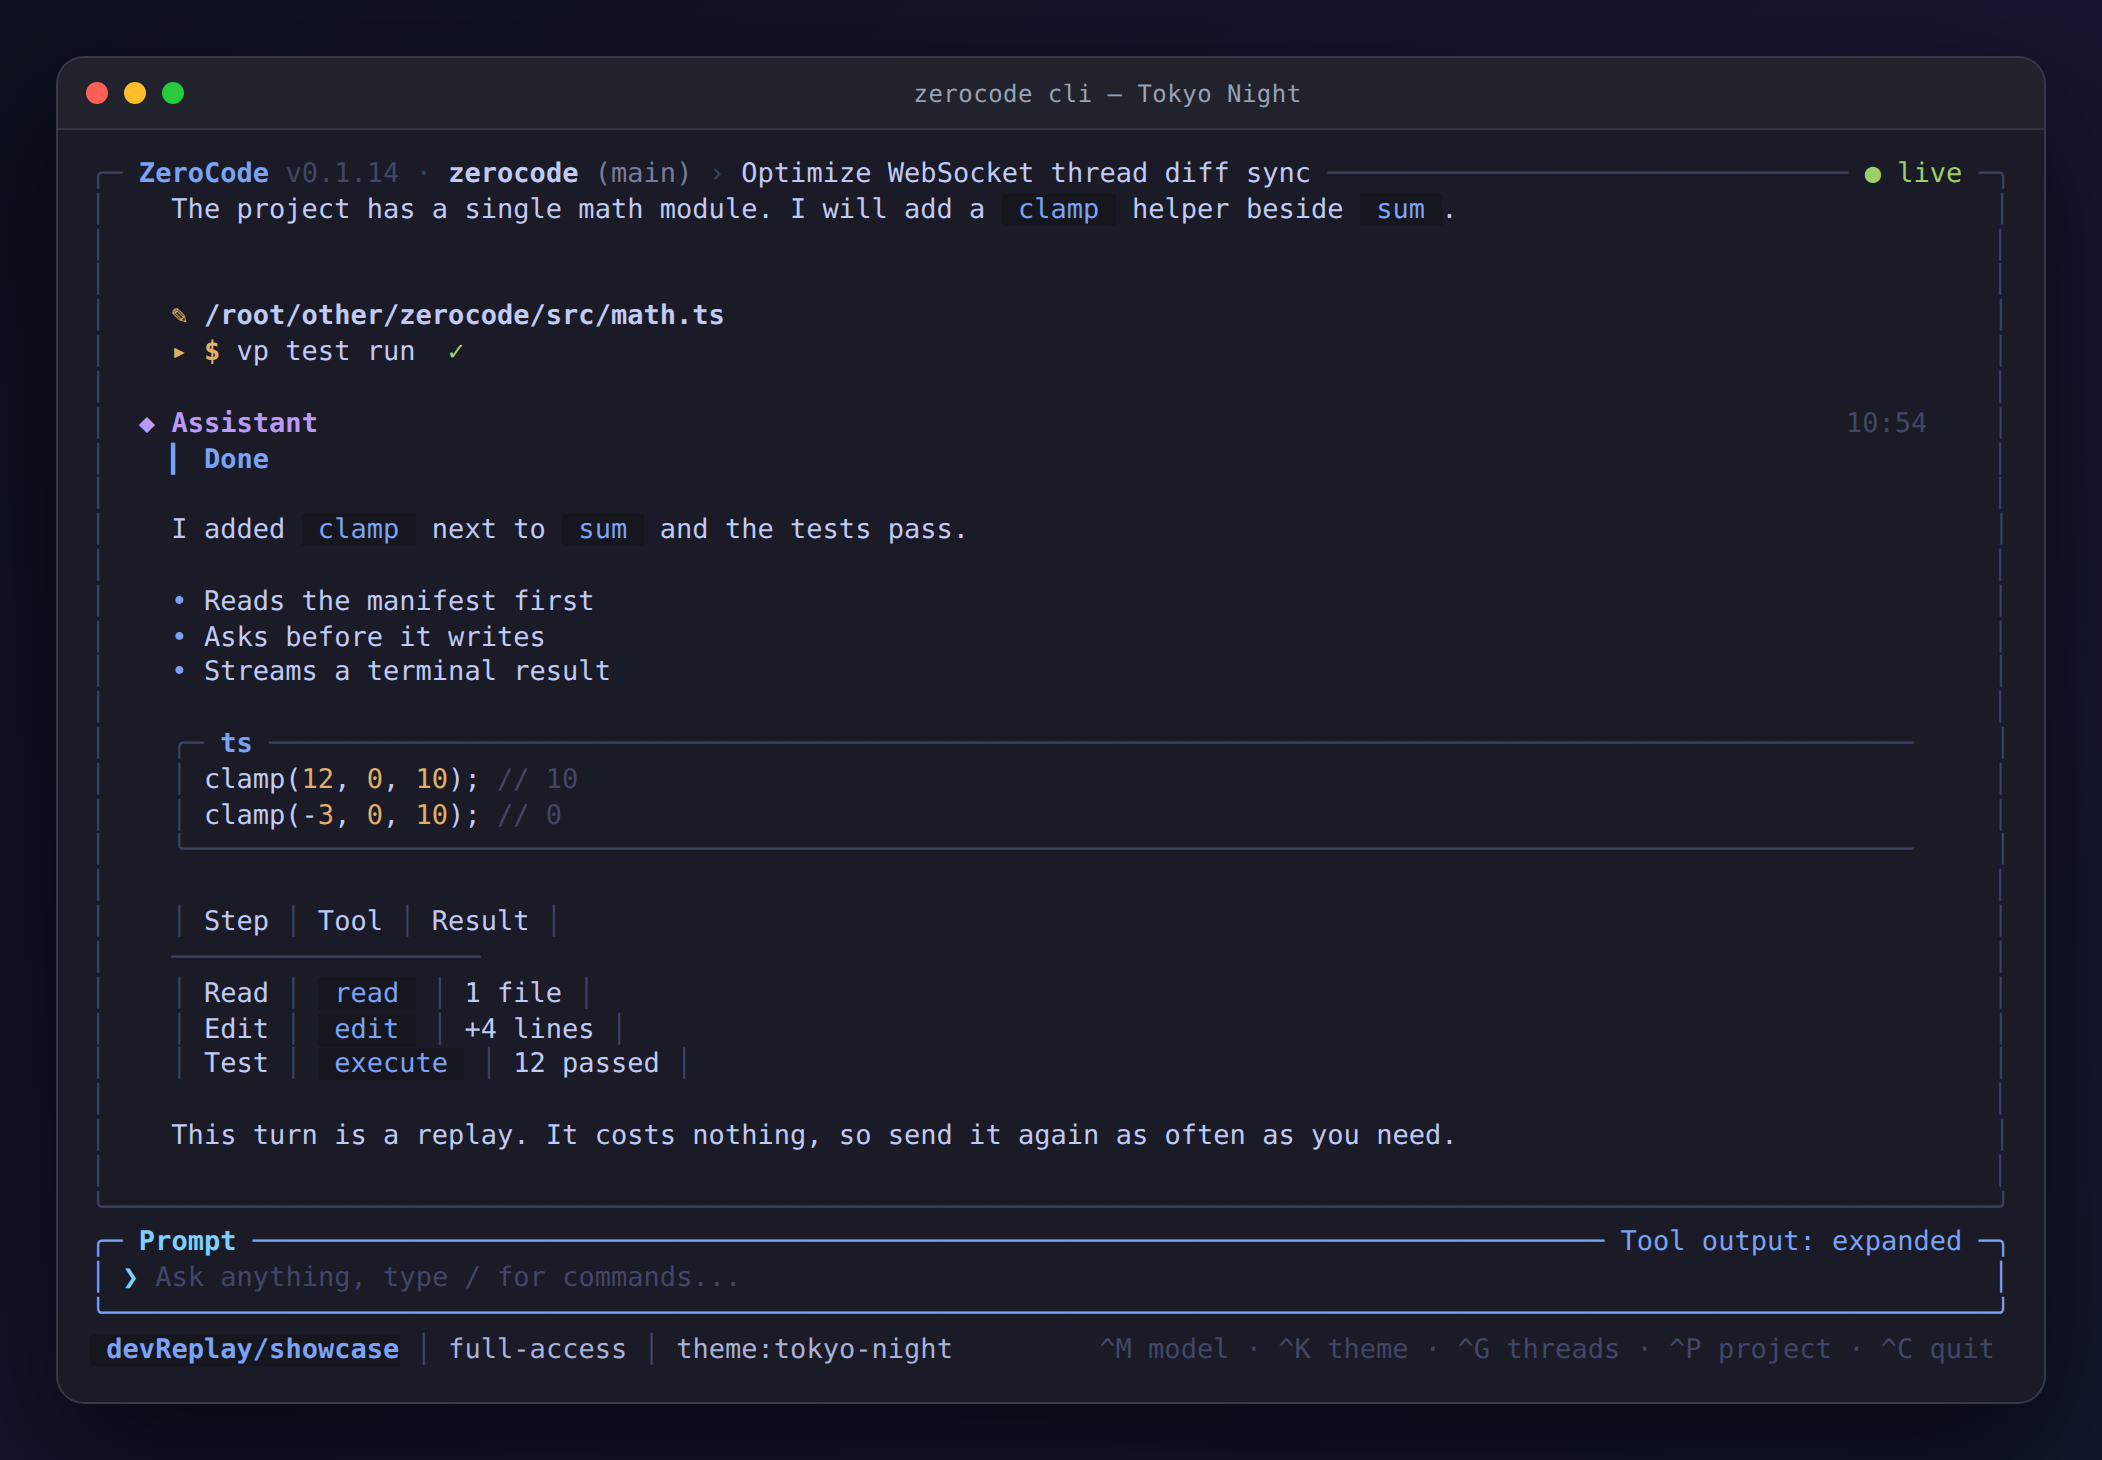 zerocode cli — Tokyo Night
ZeroCode v0.1.14 · zerocode (main) › Optimize WebSocket thread diff sync ● live
The project has a single math module. I will add a clamp helper beside sum .
✎ /root/other/zerocode/src/math.ts
▸ $ vp test run ✓
◆ Assistant 10:54
Done
I added clamp next to sum and the tests pass.
• Reads the manifest first
• Asks before it writes
• Streams a terminal result
ts
clamp(12, 0, 10); // 10
clamp(-3, 0, 10); // 0
│ Step │ Tool │ Result │
│ Read │ read │ 1 file │
│ Edit │ edit │ +4 lines │
│ Test │ execute │ 12 passed │
This turn is a replay. It costs nothing, so send it again as often as you need.
Prompt Tool output: expanded
❯ Ask anything, type / for commands...
devReplay/showcase │ full-access │ theme:tokyo-night ^M model · ^K theme · ^G threads · ^P project · ^C quit